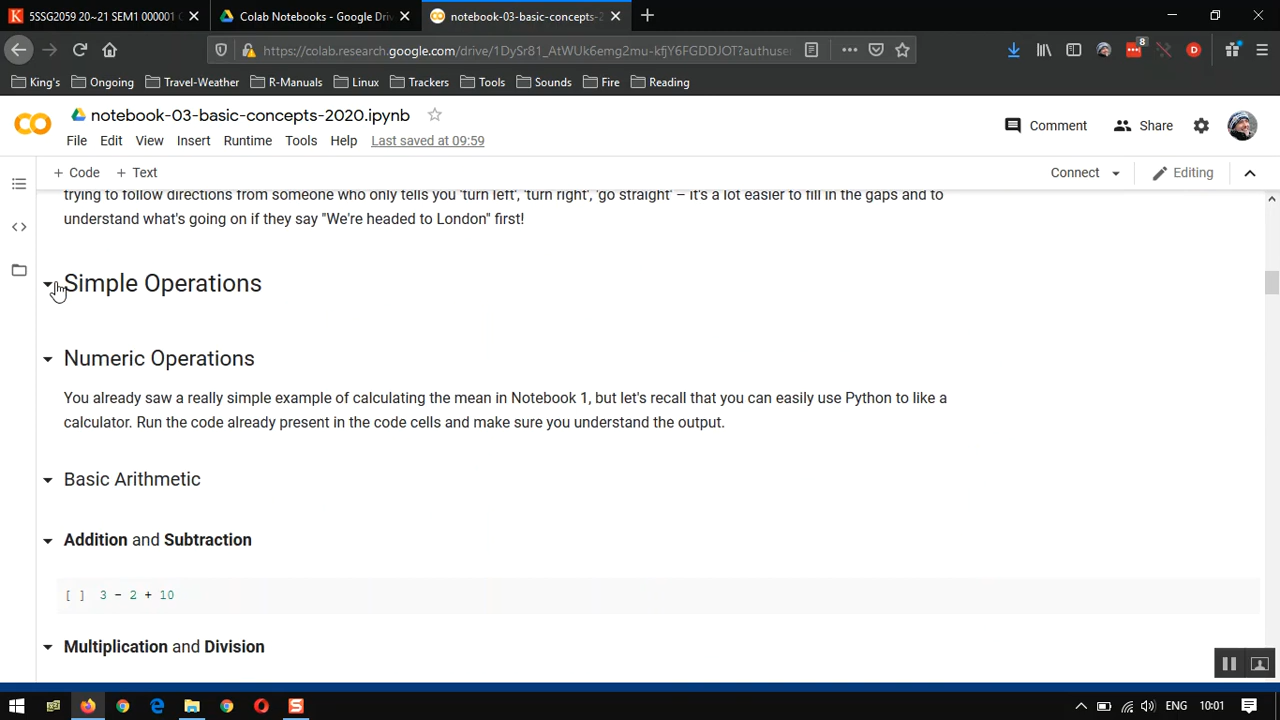 5SSG2059 20~21 SEM1 000001
Colab Notebooks - Google Driv
notebook-03-basic-concepts-2
https://colab.research.google.com/drive/1DySr81_AtWUk6emg2mu-kfjY6FGDDJOT?authuser
8
D
King's
Ongoing
Travel-Weather
R-Manuals
Linux
Trackers
Tools
Sounds
Fire
Reading
notebook-03-basic-concepts-2020.ipynb
File Edit View Insert Runtime Tools Help Last saved at 09:59
Comment
Share
+ Code + Text
Connect
Editing
trying to follow directions from someone who only tells you 'turn left', 'turn right', 'go straight' – it's a lot easier to fill in the gaps and to
understand what's going on if they say "We're headed to London" first!
Simple Operations
Numeric Operations
You already saw a really simple example of calculating the mean in Notebook 1, but let's recall that you can easily use Python to like a
calculator. Run the code already present in the code cells and make sure you understand the output.
Basic Arithmetic
Addition and Subtraction
[ ] 3 - 2 + 10
Multiplication and Division
ENG 10:01